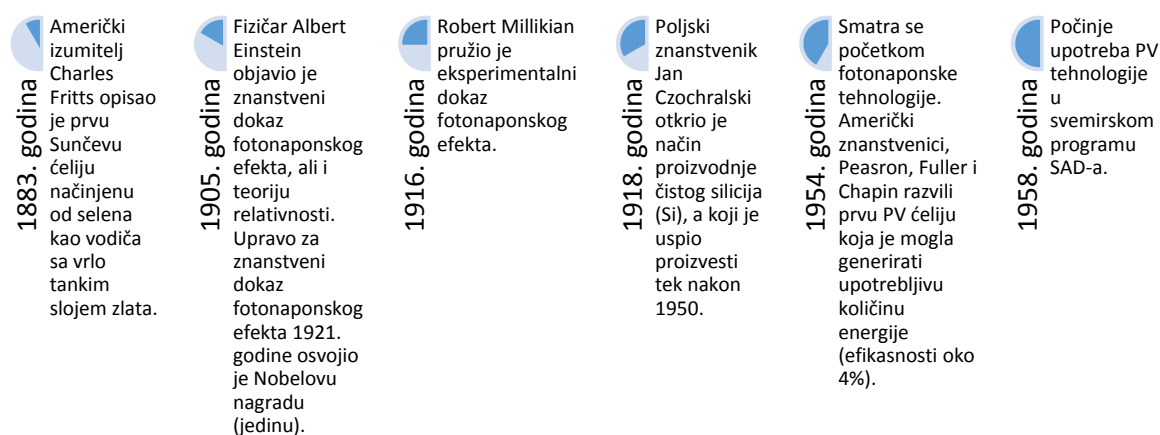 1883. godina
Američki
izumitelj
Charles
Fritts opisao
je prvu
Sunčevu
ćeliju
načinjenu
od selena
kao vodiča
sa vrlo
tankim
slojem zlata.
1905. godina
Fizičar Albert
Einstein
objavio je
znanstveni
dokaz
fotonaponskog
efekta, ali i
teoriju
relativnosti.
Upravo za
znanstveni
dokaz
fotonaponskog
efekta 1921.
godine osvojio
je Nobelovu
nagradu
(jedinu).
1916. godina
Robert Millikian
pružio je
eksperimentalni
dokaz
fotonaponskog
efekta.
1918. godina
Poljski
znanstvenik
Jan
Czochralski
otkrio je
način
proizvodnje
čistog silicija
(Si), a koji je
uspio
proizvesti
tek nakon
1950.
1954. godina
Smatra se
početkom
fotonaponske
tehnologije.
Američki
znanstvenici,
Peasron, Fuller i
Chapin razvili
prvu PV ćeliju
koja je mogla
generirati
upotrebljivu
količinu
energije
(efikasnosti oko
4%).
1958. godina
Počinje
upotreba PV
tehnologije
u
svemirskom
programu
SAD-a.